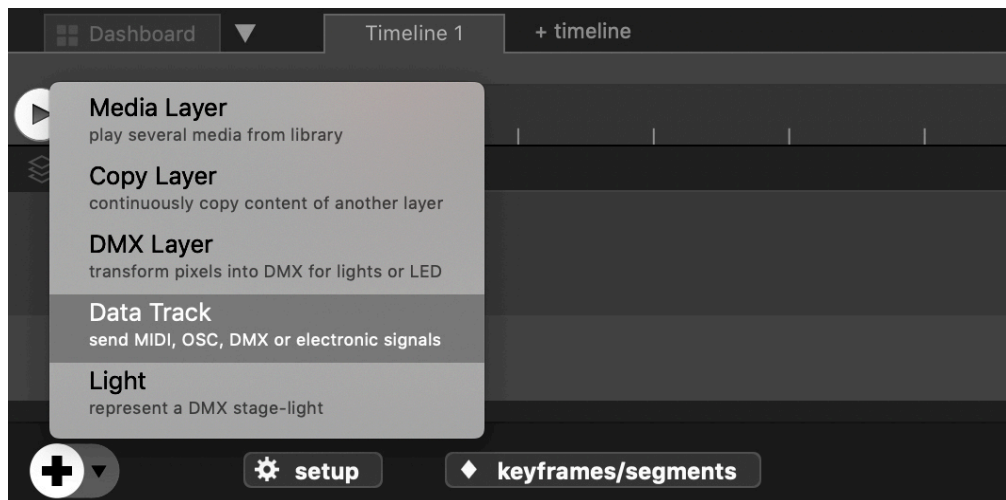 Dashboard
Timeline 1
+ timeline
Media Layer
play several media from library
Copy Layer
continuously copy content of another layer
DMX Layer
transform pixels into DMX for lights or LED
Data Track
send MIDI, OSC, DMX or electronic signals
Light
represent a DMX stage-light
setup
keyframes/segments